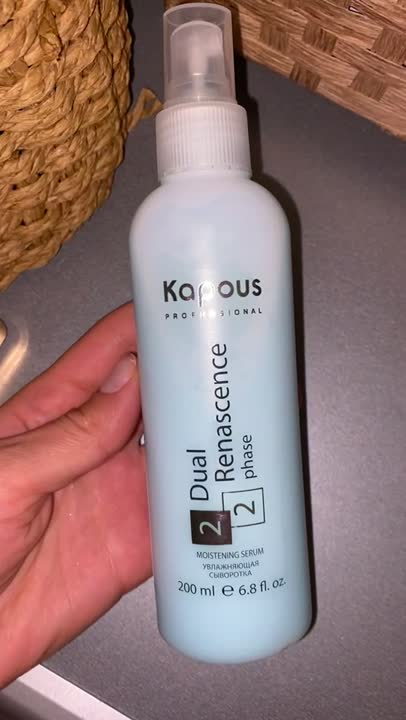 Kapous
PROFESSIONAL
Dual
Renascence
2 2 phase
MOISTENING SERUM
УВЛАЖНЯЮЩАЯ
СЫВОРОТКА
200 ml ℮ 6.8 fl. oz.